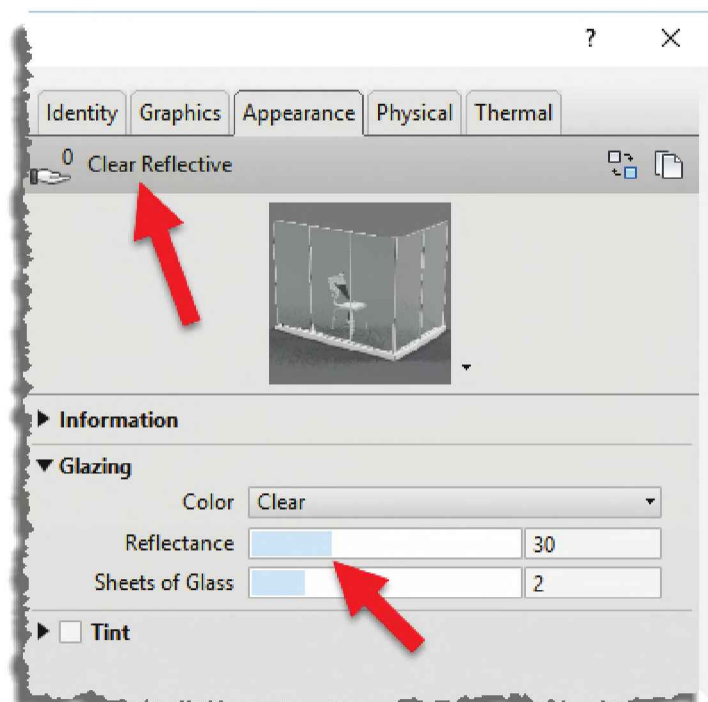 ?
Identity Graphics Appearance Physical Thermal
0 Clear Reflective
Information
Glazing
Color Clear
Reflectance 30
Sheets of Glass 2
Tint